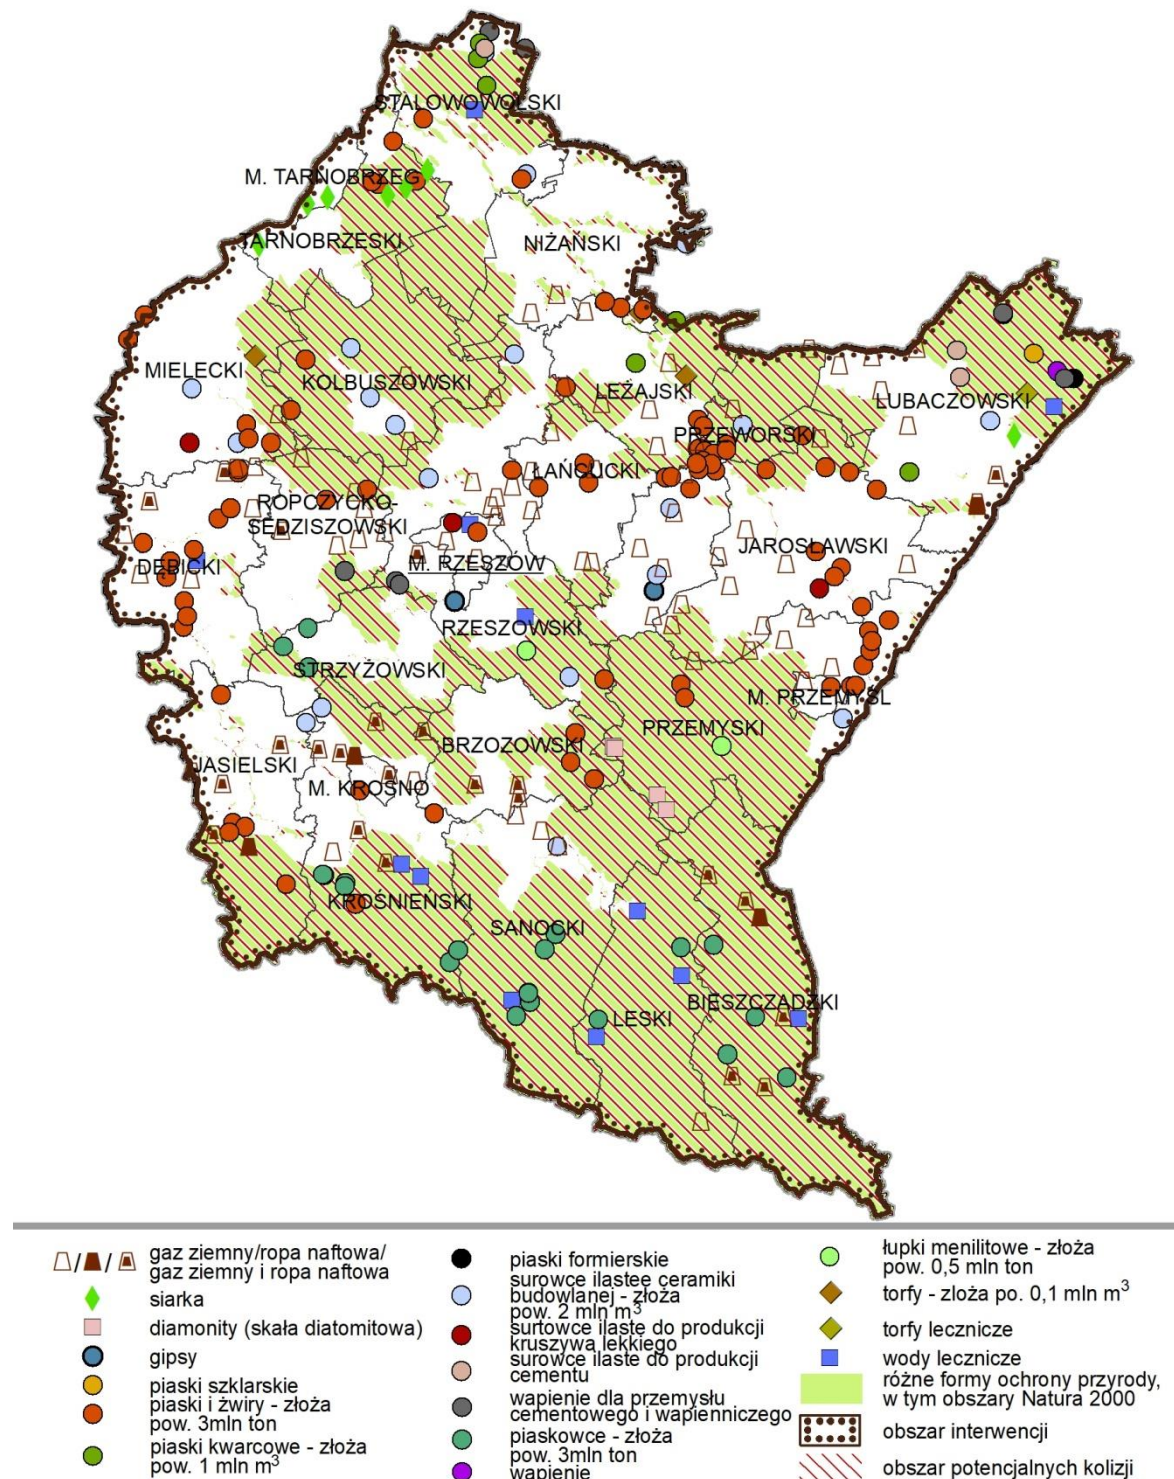 STALOWOWOLSKI
M. TARNOBRZEG
TARNOBRZESKI
NIŻAŃSKI
MIELECKI
KOLBUSZOWSKI
LEŻAJSKI
LUBACZOWSKI
PRZEWORSKI
ŁAŃCUCKI
ROPCZYCKO-
SĘDZISZOWSKI
JAROSŁAWSKI
DĘBICKI
M. RZESZÓW
RZESZOWSKI
STRZYŻOWSKI
M. PRZEMYŚL
PRZEMYSKI
BRZOZOWSKI
JASIELSKI
M. KROSNO
KROŚNIEŃSKI
SANOCKI
BIESZCZADZKI
LESKI
/ / gaz ziemny/ropa naftowa/
gaz ziemny i ropa naftowa
siarka
diamonity (skała diatomitowa)
gipsy
piaski szklarskie
piaski i żwiry - złoża
pow. 3mln ton
piaski kwarcowe - złoża
pow. 1 mln m³
piaski formierskie
surowce ilastee ceramiki
budowlanej - złoża
pow. 2 mln m³
surtowce ilaste do produkcji
kruszywa lekkiego
surowce ilaste do produkcji
cementu
wapienie dla przemysłu
cementowego i wapienniczego
piaskowce - złoża
pow. 3mln ton
wapienie
łupki menilitowe - złoża
pow. 0,5 mln ton
torfy - zloża po. 0,1 mln m³
torfy lecznicze
wody lecznicze
różne formy ochrony przyrody,
w tym obszary Natura 2000
obszar interwencji
obszar potencjalnych kolizji